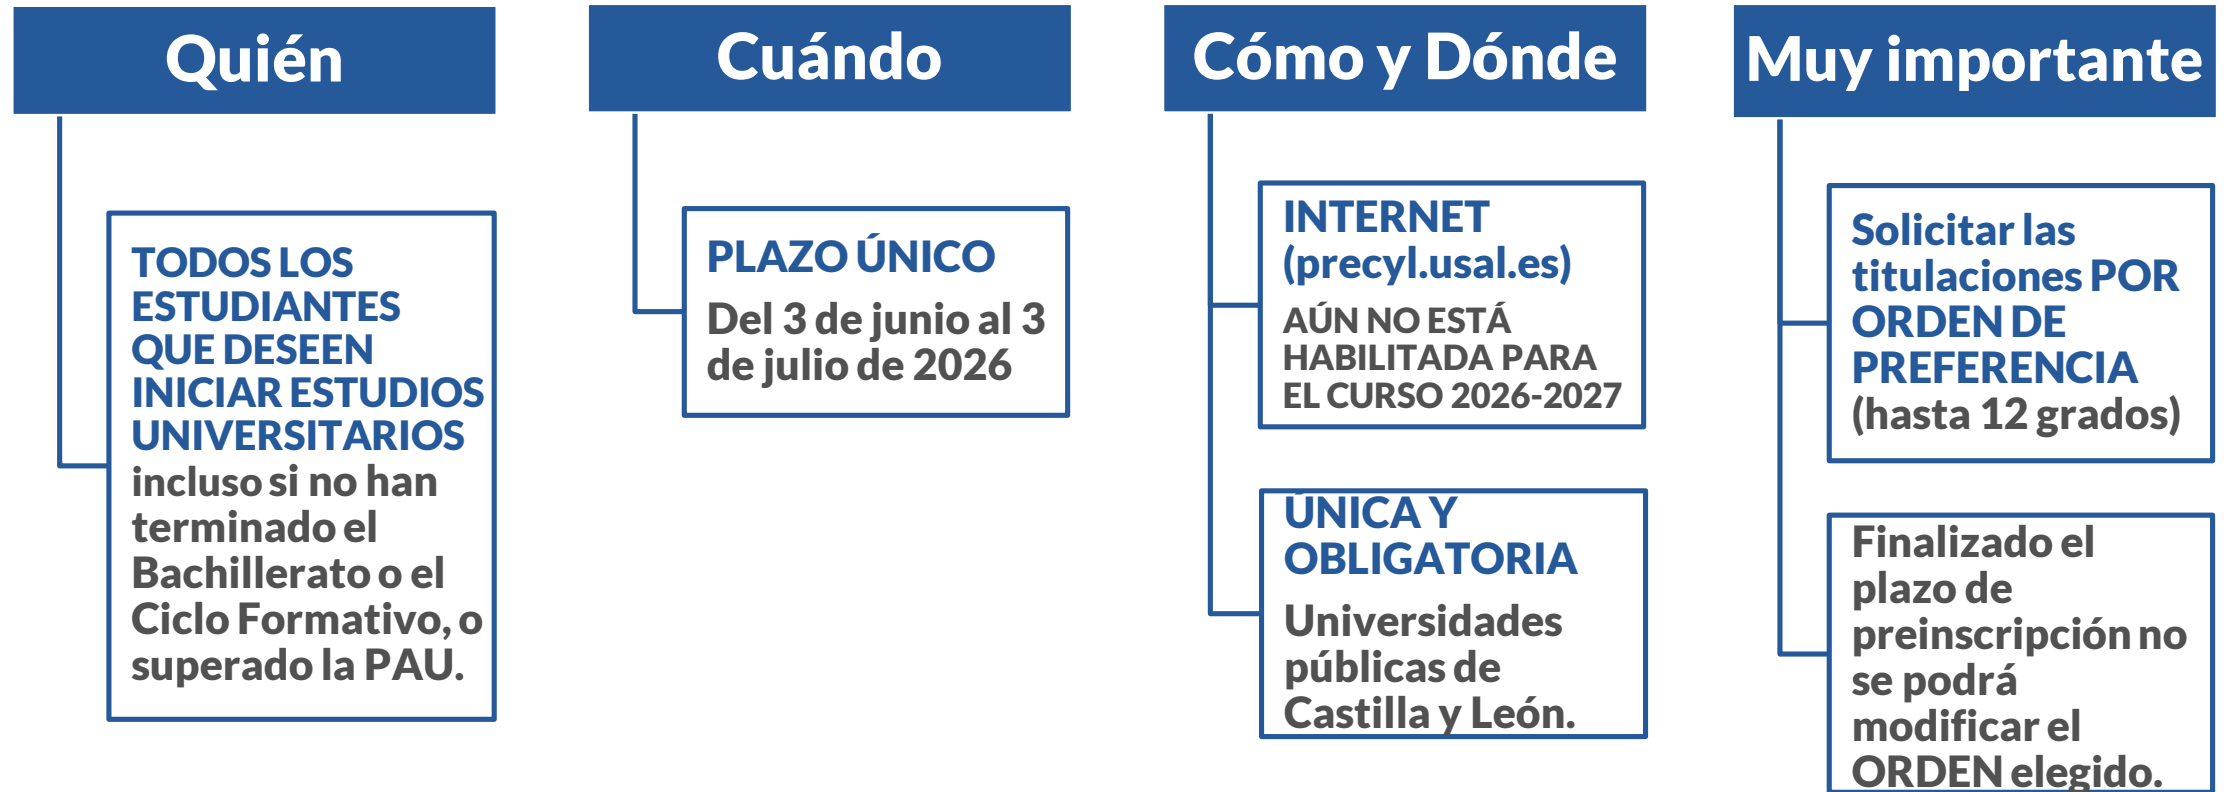 Quién
TODOS LOS
ESTUDIANTES
QUE DESEEN
INICIAR ESTUDIOS
UNIVERSITARIOS
incluso si no han
terminado el
Bachillerato o el
Ciclo Formativo, o
superado la PAU.
Cuándo
PLAZO ÚNICO
Del 3 de junio al 3
de julio de 2026
Cómo y Dónde
INTERNET
(precyl.usal.es)
AÚN NO ESTÁ
HABILITADA PARA
EL CURSO 2026-2027
ÚNICA Y
OBLIGATORIA
Universidades
públicas de
Castilla y León.
Muy importante
Solicitar las
titulaciones POR
ORDEN DE
PREFERENCIA
(hasta 12 grados)
Finalizado el
plazo de
preinscripción no
se podrá
modificar el
ORDEN elegido.